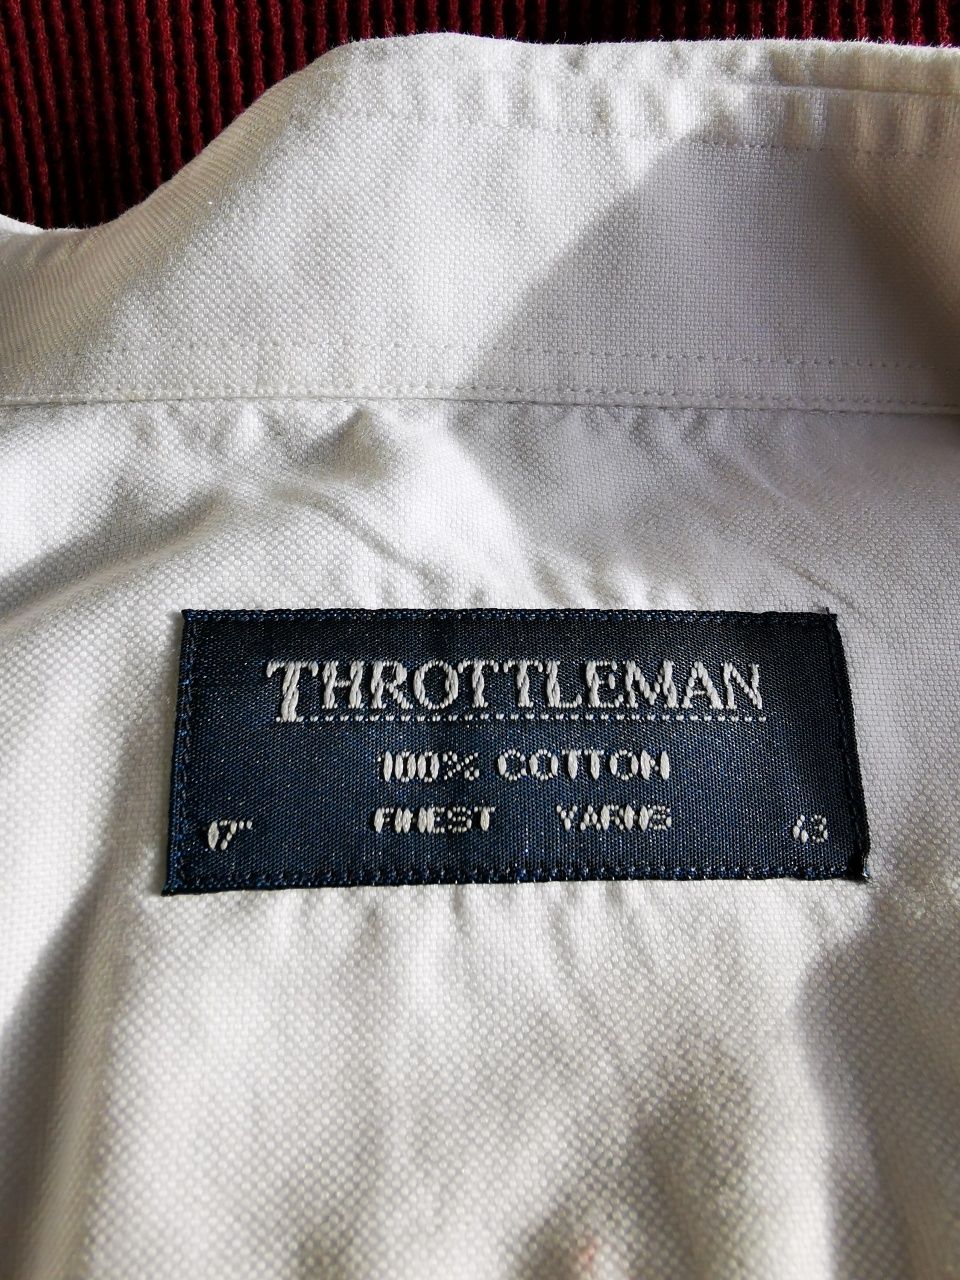 THROTTLEMAN
100% COTTON
FINEST YARNS
17" 43